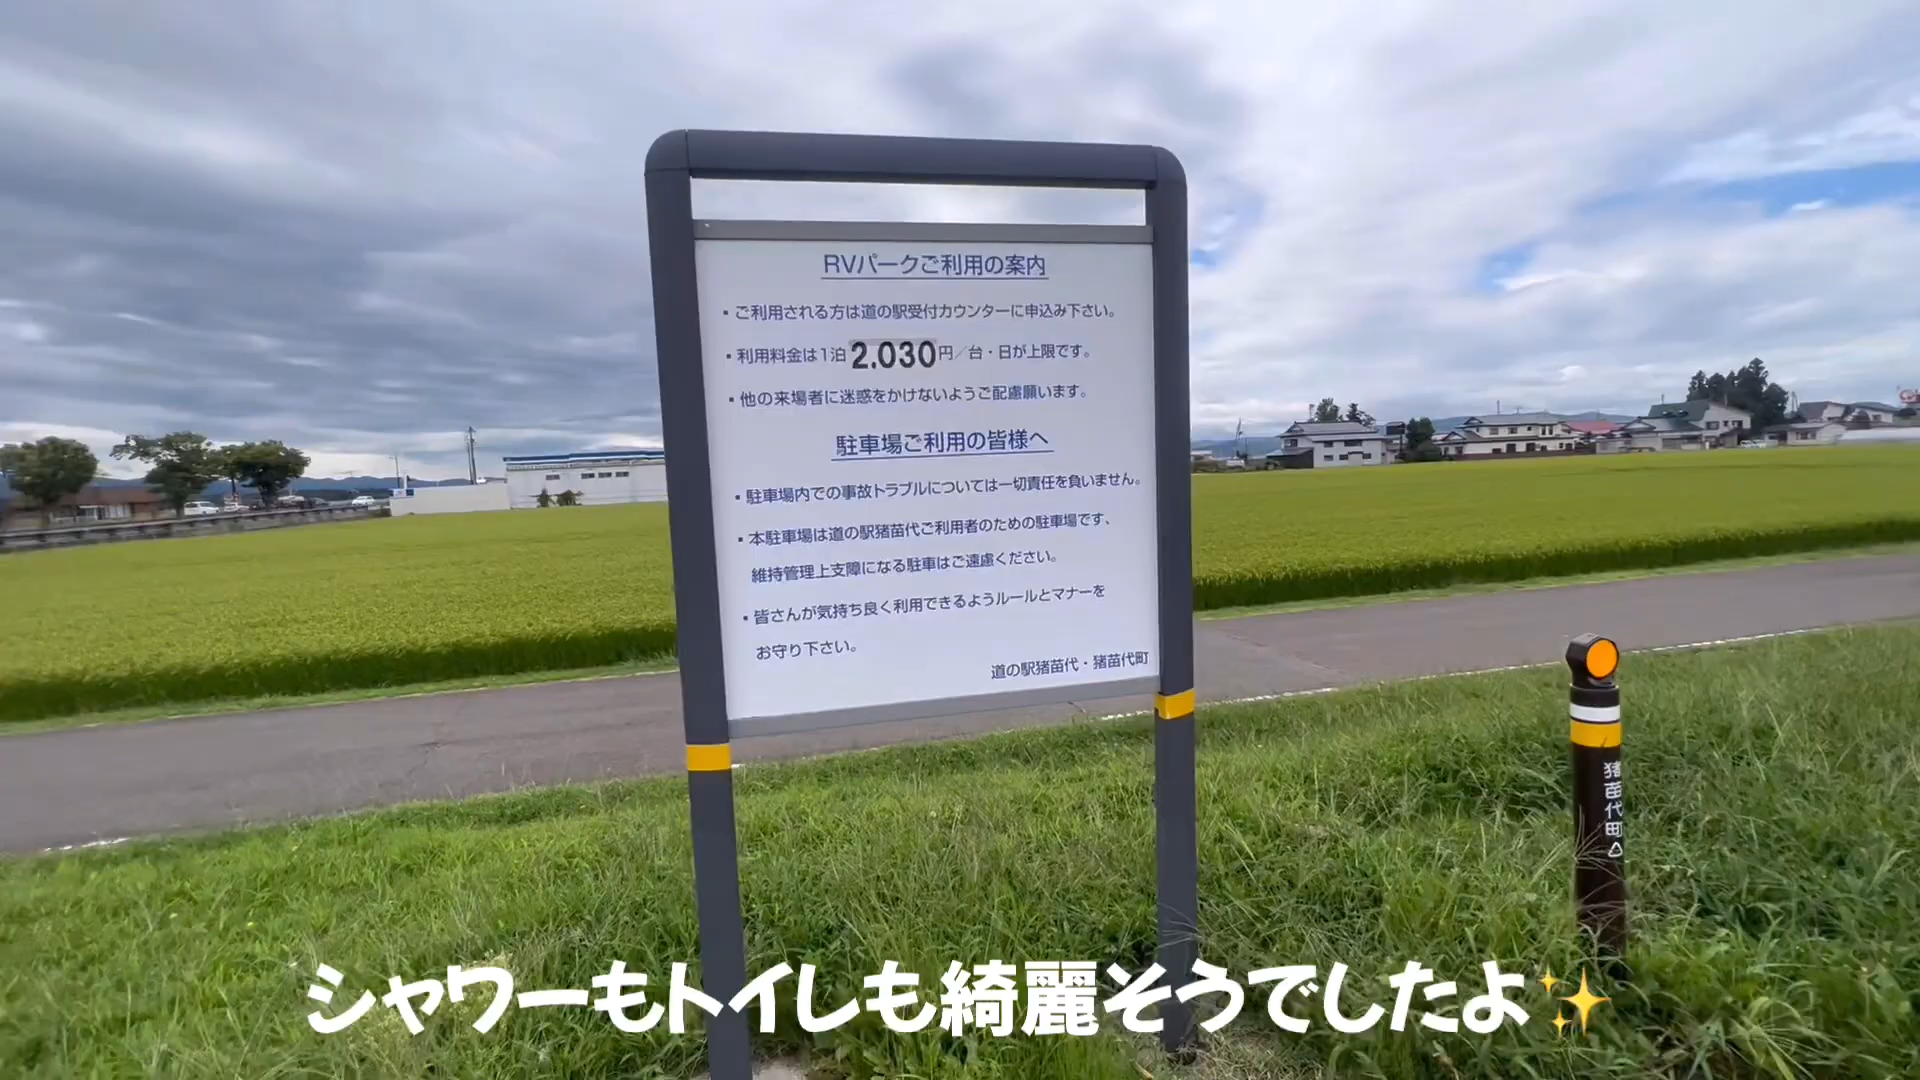 RVパークご利用の案内
▪ご利用される方は道の駅受付カウンターに申込み下さい。
▪利用料金は1泊2.030円／台・日が上限です。
▪他の来場者に迷惑をかけないようご配慮願います。
駐車場ご利用の皆様へ
▪駐車場内での事故トラブルについては一切責任を負いません。
▪本駐車場は道の駅猪苗代ご利用者のための駐車場です、
維持管理上支障になる駐車はご遠慮ください。
▪皆さんが気持ち良く利用できるようルールとマナーを
お守り下さい。
道の駅猪苗代・猪苗代町
猪苗代町
シャワーもトイレも綺麗そうでしたよ✨